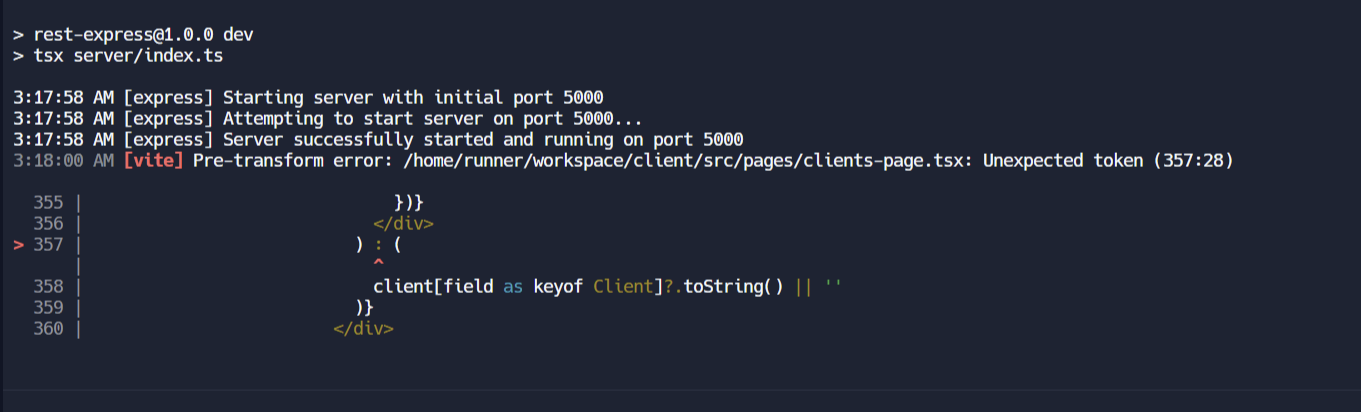 > rest-express@1.0.0 dev
> tsx server/index.ts
3:17:58 AM [express] Starting server with initial port 5000
3:17:58 AM [express] Attempting to start server on port 5000...
3:17:58 AM [express] Server successfully started and running on port 5000
3:18:00 AM [vite] Pre-transform error: /home/runner/workspace/client/src/pages/clients-page.tsx: Unexpected token (357:28)
355 | })}
356 | </div>
> 357 | ) : (
| ^
358 | client[field as keyof Client]?.toString() || ''
359 | )}
360 | </div>